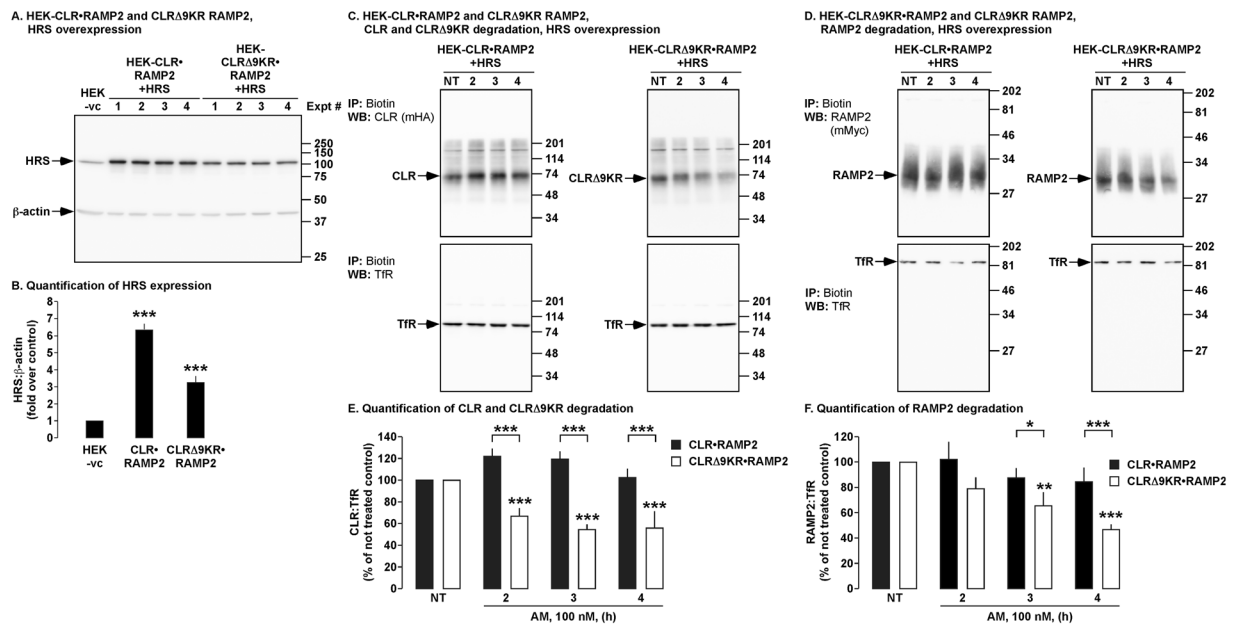 A. HEK-CLR•RAMP2 and CLRΔ9KR RAMP2,
HRS overexpression
HEK
-vc
HEK-CLR•
RAMP2
+HRS
HEK-
CLRΔ9KR•
RAMP2
+HRS
1 2 3 4 1 2 3 4 Expt #
HRS
β-actin
250
150
100
75
50
37
25
B. Quantification of HRS expression
HRS:β-actin
(fold over control)
8
7
6
5
4
3
2
1
0
***
***
HEK
-vc
CLR•
RAMP2
CLRΔ9KR•
RAMP2
C. HEK-CLR•RAMP2 and CLRΔ9KR RAMP2,
CLR and CLRΔ9KR degradation, HRS overexpression
HEK-CLR•RAMP2
+HRS
NT 2 3 4
HEK-CLRΔ9KR•RAMP2
+HRS
NT 2 3 4
IP: Biotin
WB: CLR (mHA)
CLR
201
114
74
48
34
CLRΔ9KR
201
114
74
48
34
IP: Biotin
WB: TfR
TfR
201
114
74
48
34
TfR
201
114
74
48
34
D. HEK-CLRΔ9KR•RAMP2 and CLRΔ9KR RAMP2,
RAMP2 degradation, HRS overexpression
HEK-CLR•RAMP2
+HRS
NT 2 3 4
HEK-CLRΔ9KR•RAMP2
+HRS
NT 2 3 4
IP: Biotin
WB: RAMP2
(mMyc)
RAMP2
202
81
46
34
27
RAMP2
202
81
46
34
27
TfR
IP: Biotin
WB: TfR
202
81
46
34
27
TfR
202
81
46
34
27
E. Quantification of CLR and CLRΔ9KR degradation
CLR:TfR
(% of not treated control)
140
120
100
80
60
40
20
0
*** *** ***
*** *** ***
CLR•RAMP2
CLRΔ9KR•RAMP2
NT 2 3 4
AM, 100 nM, (h)
F. Quantification of RAMP2 degradation
RAMP2:TfR
(% of not treated control)
120
100
80
60
40
20
0
* ***
** ***
CLR•RAMP2
CLRΔ9KR•RAMP2
NT 2 3 4
AM, 100 nM, (h)